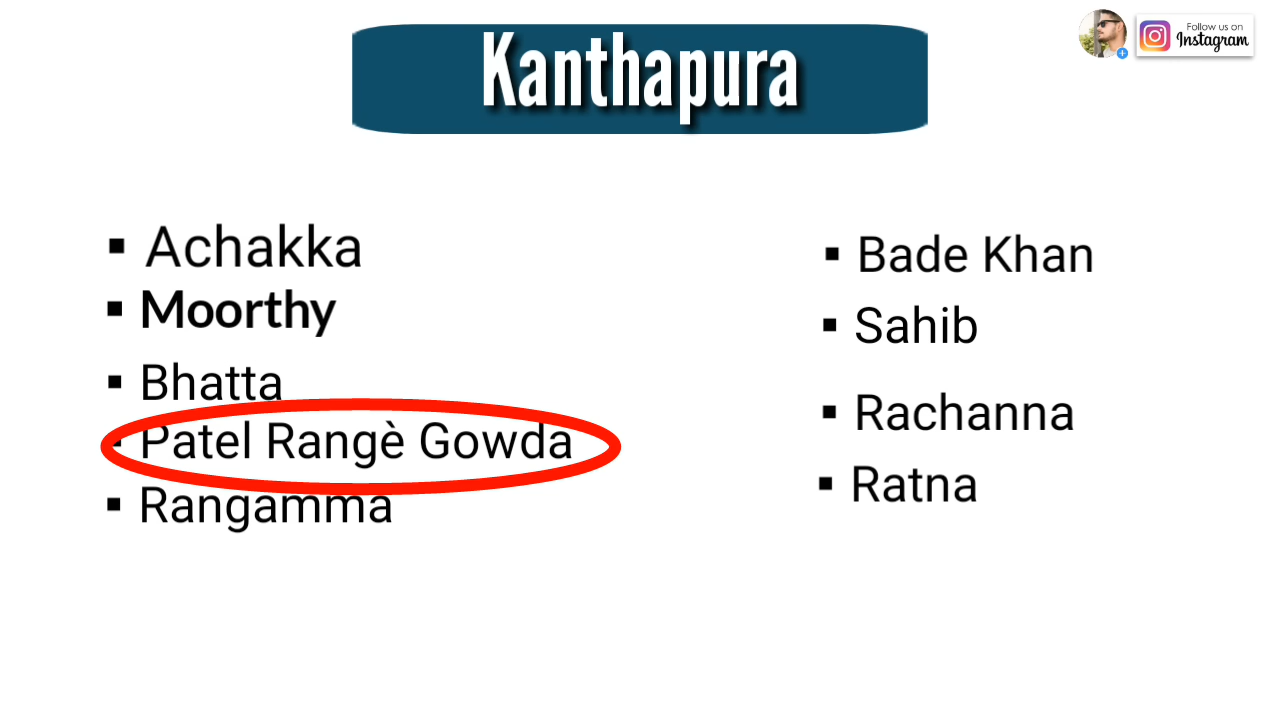 Kanthapura
Follow us on
Instagram
▪ Achakka
▪ Moorthy
▪ Bhatta
▪ Patel Rangè Gowda
▪ Rangamma
▪ Bade Khan
▪ Sahib
▪ Rachanna
▪ Ratna